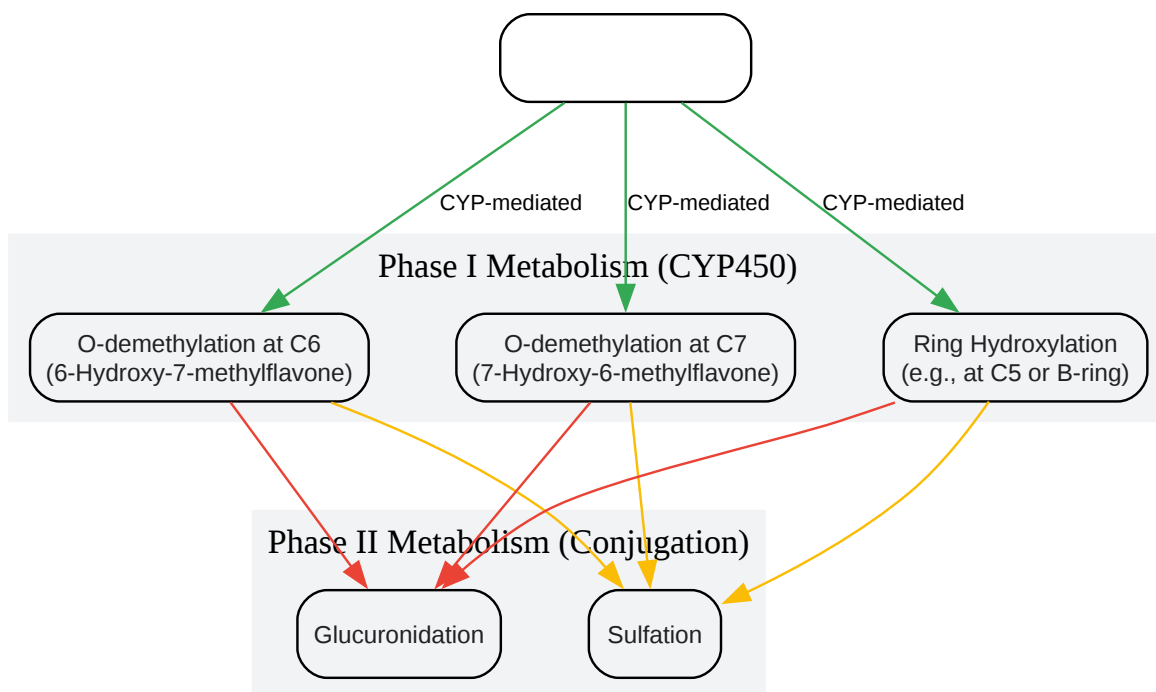 CYP-mediated
CYP-mediated
CYP-mediated
Phase I Metabolism (CYP450)
O-demethylation at C6
(6-Hydroxy-7-methylflavone)
O-demethylation at C7
(7-Hydroxy-6-methylflavone)
Ring Hydroxylation
(e.g., at C5 or B-ring)
Phase II Metabolism (Conjugation)
Glucuronidation
Sulfation